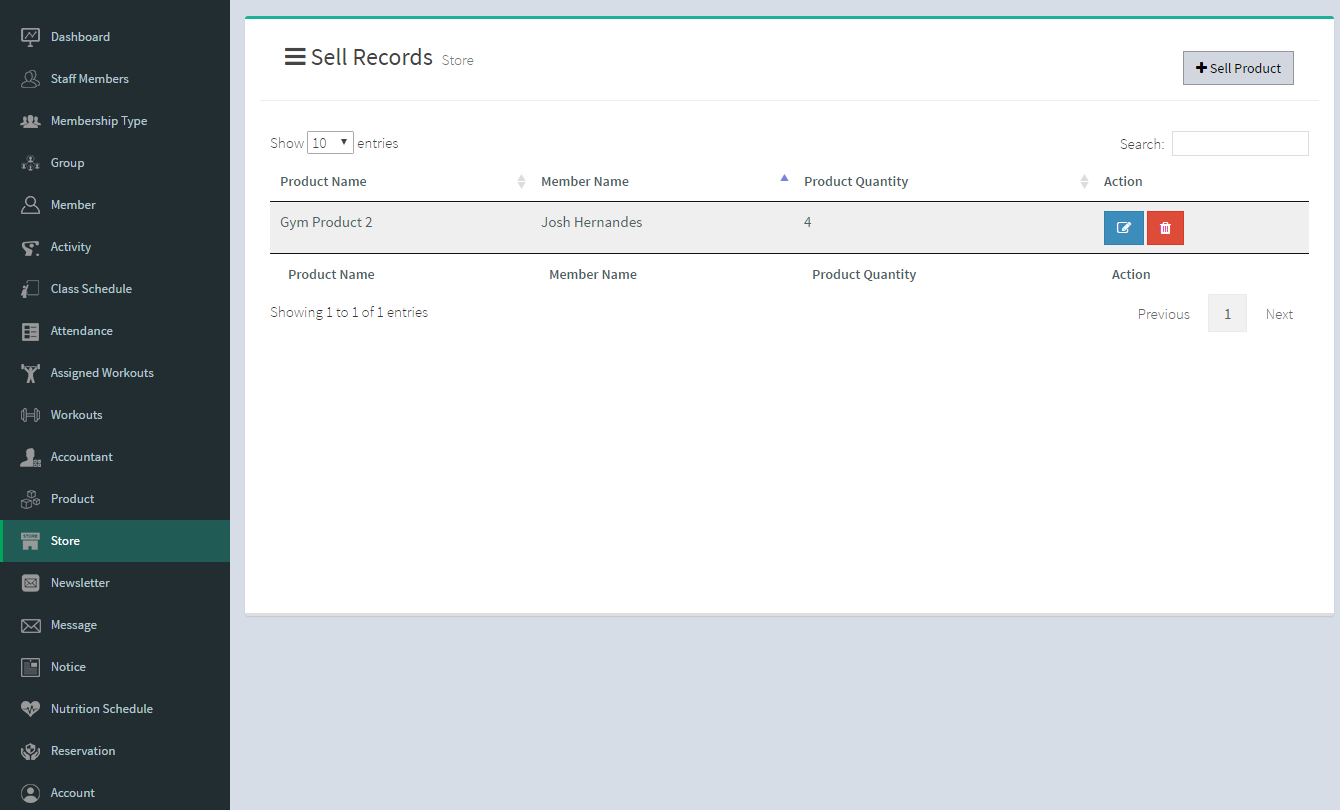 Dashboard
Staff Members
Membership Type
Group
Member
Activity
Class Schedule
Attendance
Assigned Workouts
Workouts
Accountant
Product
STORE
Store
Newsletter
Message
Notice
Nutrition Schedule
Reservation
Account
Sell Records Store
Sell Product
Show 10 entries
Search:
Product Name Member Name Product Quantity Action
Gym Product 2 Josh Hernandes 4
Product Name Member Name Product Quantity Action
Showing 1 to 1 of 1 entries
Previous 1 Next